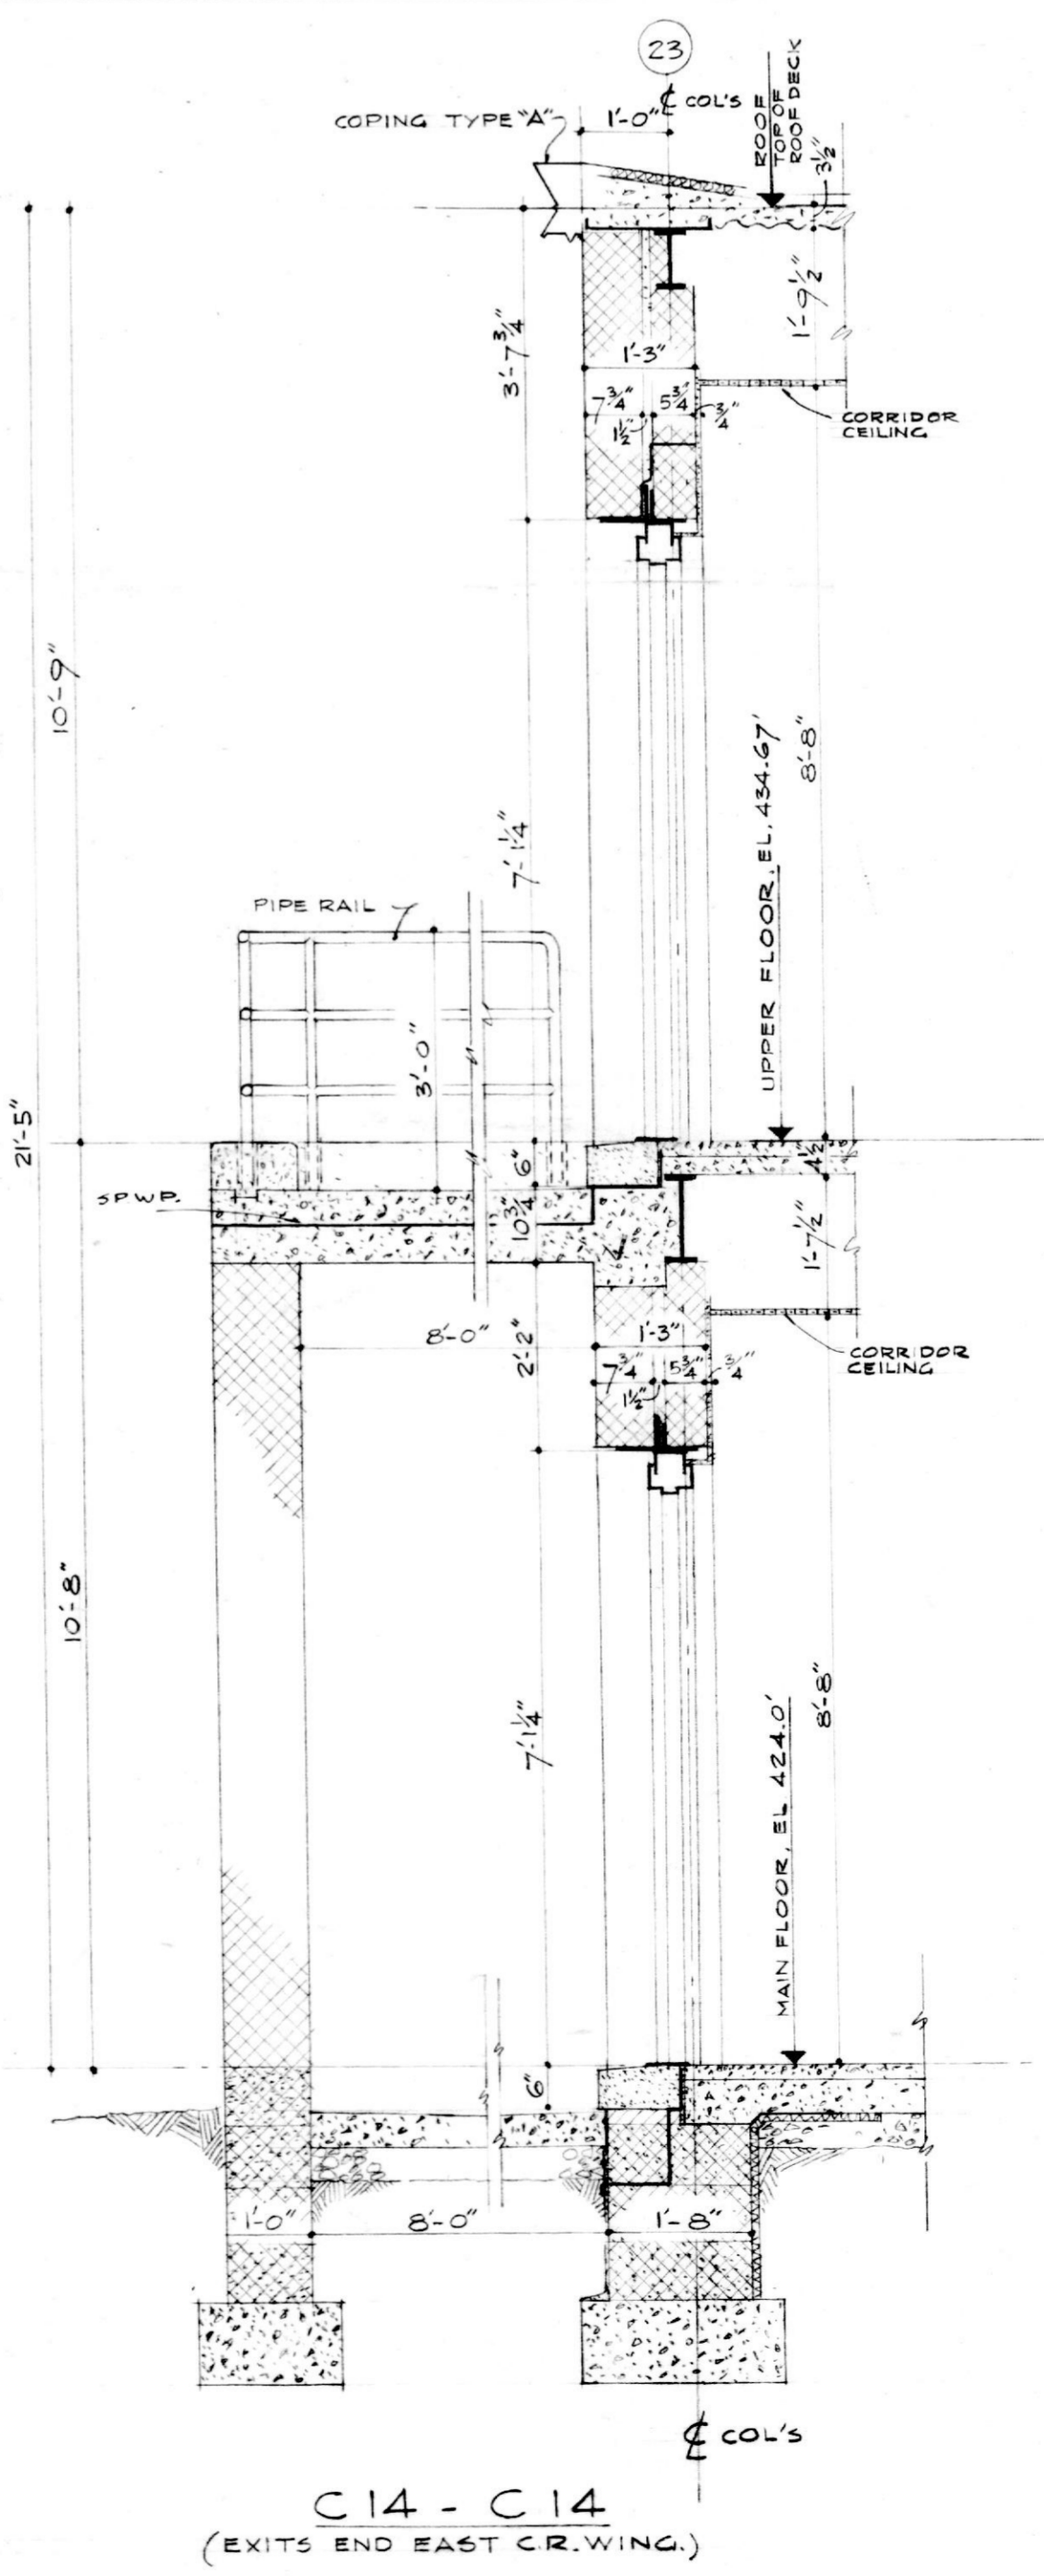 23
℄ COL'S
COPING TYPE "A"
1'-0"
ROOF
TOP OF
ROOF DECK
3½"
1'-9½"
3'-7¾"
1'-3"
7¾"
5¾"
¾"
1½"
CORRIDOR
CEILING
10'-9"
7'-1¼"
8'-8"
UPPER FLOOR, EL. 434.67'
PIPE RAIL
3'-0"
21'-5"
6"
4½"
S.P.W.P.
10¾"
1'-7½"
8'-0"
2'-2"
1'-3"
7¾"
5¾"
¾"
1½"
CORRIDOR
CEILING
10'-8"
7'-1¼"
8'-8"
MAIN FLOOR, EL 424.0'
6"
A
1'-0"
8'-0"
1'-8"
℄ COL'S
C 14 - C 14
(EXITS END EAST C.R. WING.)